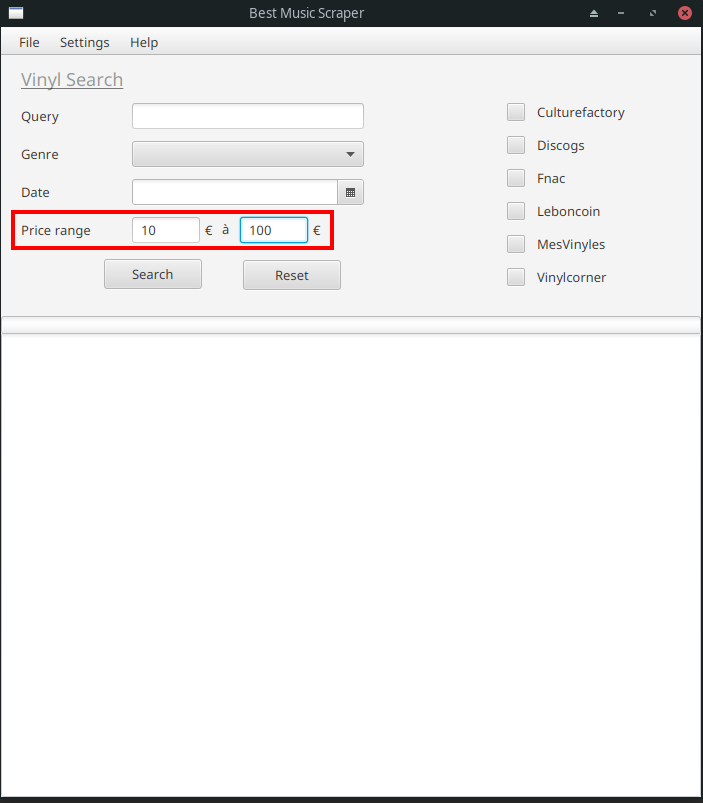 Best Music Scraper
File Settings Help
Vinyl Search
Query
Genre
Date
Price range 10 € à 100 €
Search Reset
Culturefactory
Discogs
Fnac
Leboncoin
MesVinyles
Vinylcorner